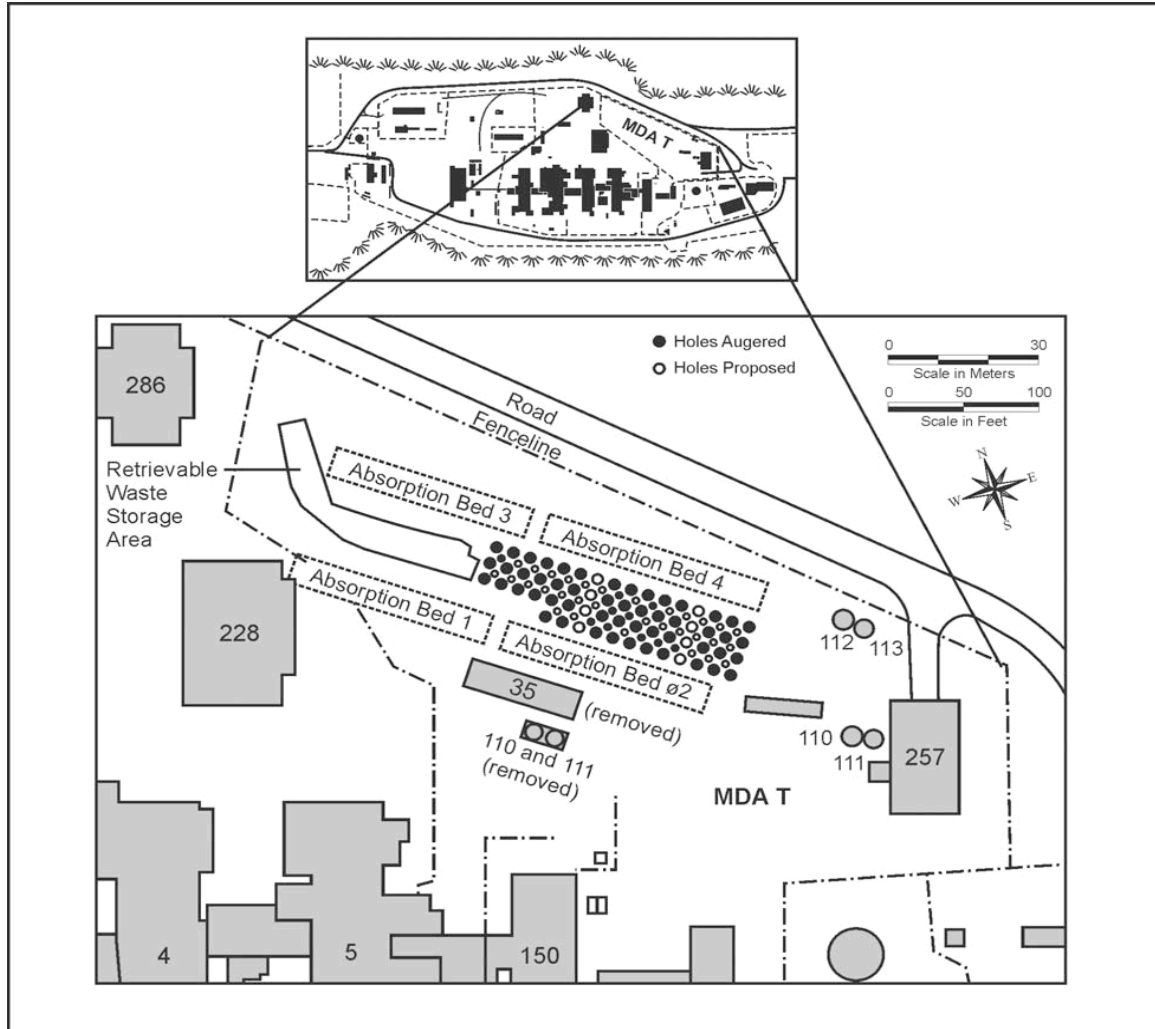 MDA T
Holes Augered
Holes Proposed
0 30
Scale in Meters
0 50 100
Scale in Feet
N
W E
S
286
Road
Fenceline
Retrievable
Waste
Storage
Area
Absorption Bed 3
Absorption Bed 4
Absorption Bed 1
Absorption Bed ø2
228
112
113
35
(removed)
110 and 111
(removed)
110
111
257
MDA T
4
5
150